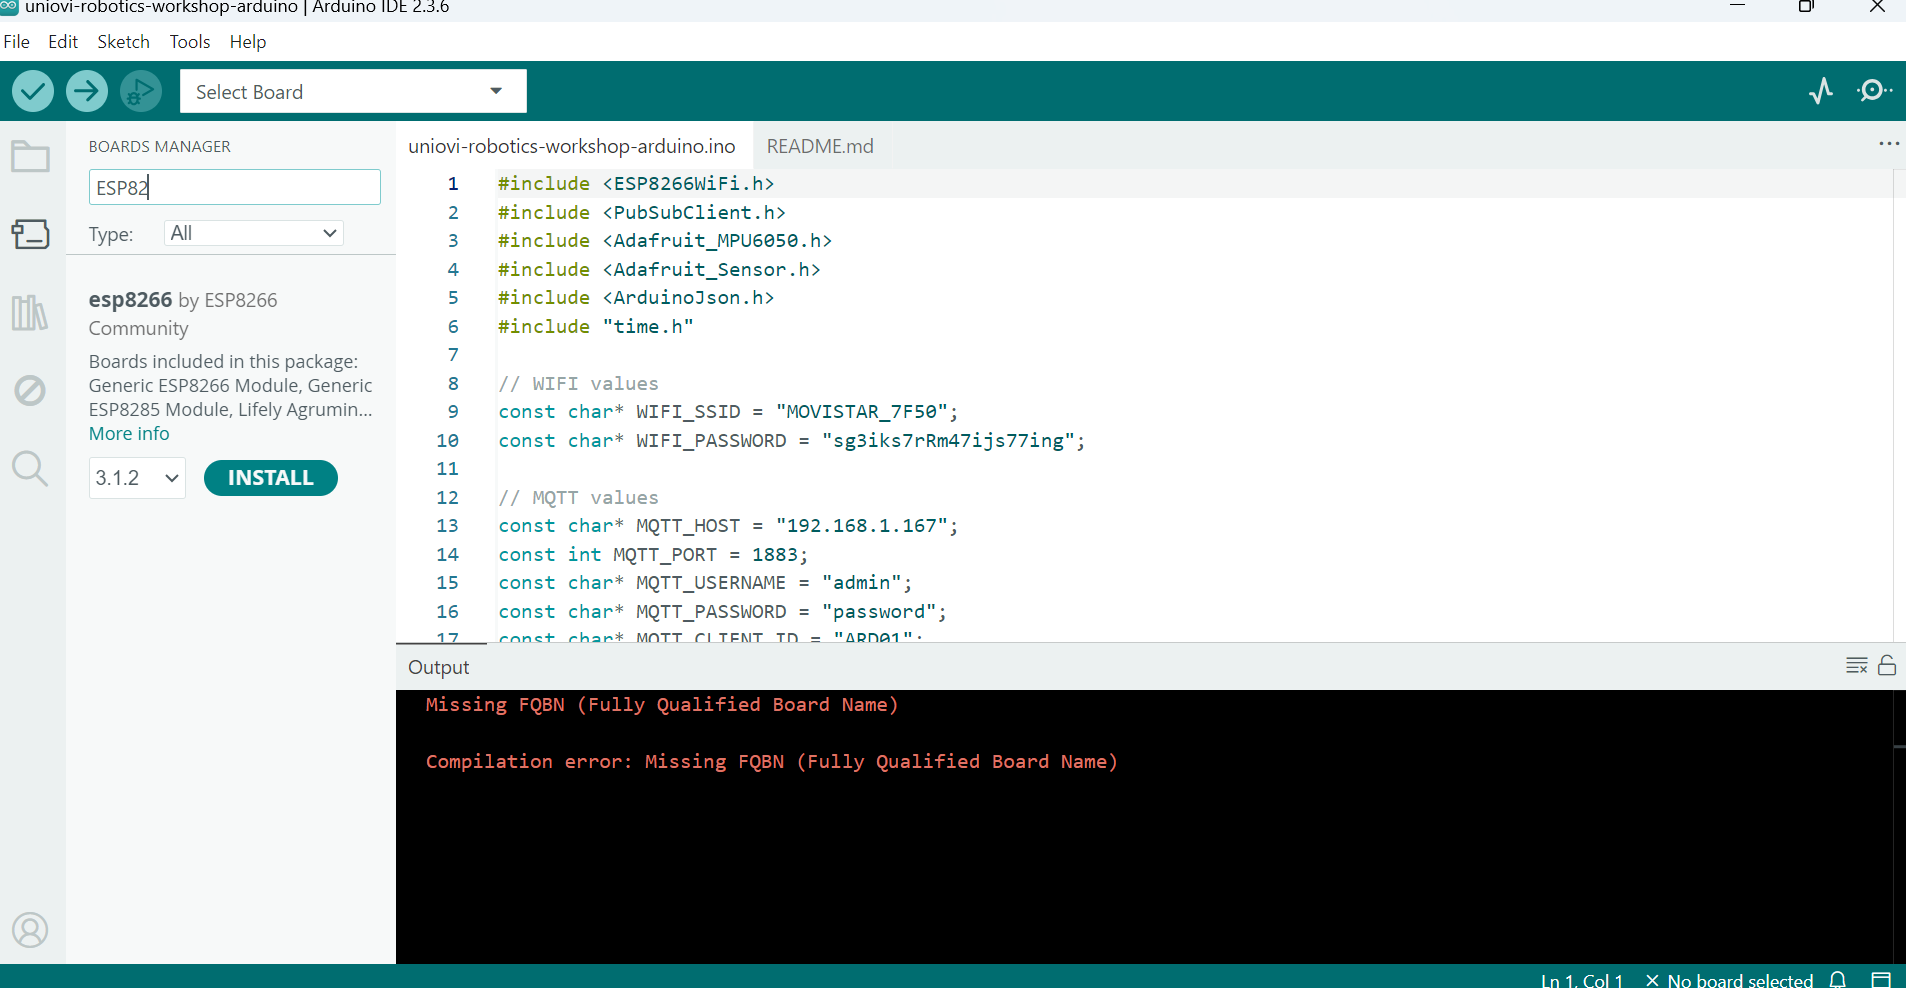 uniovi-robotics-workshop-arduino | Arduino IDE 2.3.6
File Edit Sketch Tools Help
Select Board
BOARDS MANAGER
ESP82
Type: All
esp8266 by ESP8266
Community
Boards included in this package:
Generic ESP8266 Module, Generic
ESP8285 Module, Lifely Agrumin...
More info
3.1.2 INSTALL
uniovi-robotics-workshop-arduino.ino README.md
1 #include <ESP8266WiFi.h>
2 #include <PubSubClient.h>
3 #include <Adafruit_MPU6050.h>
4 #include <Adafruit_Sensor.h>
5 #include <ArduinoJson.h>
6 #include "time.h"
7
8 // WIFI values
9 const char* WIFI_SSID = "MOVISTAR_7F50";
10 const char* WIFI_PASSWORD = "sg3iks7rRm47ijs77ing";
11
12 // MQTT values
13 const char* MQTT_HOST = "192.168.1.167";
14 const int MQTT_PORT = 1883;
15 const char* MQTT_USERNAME = "admin";
16 const char* MQTT_PASSWORD = "password";
17 const char* MQTT_CLIENT_ID = "ARD01";
Output
Missing FQBN (Fully Qualified Board Name)
Compilation error: Missing FQBN (Fully Qualified Board Name)
Ln 1, Col 1 × No board selected